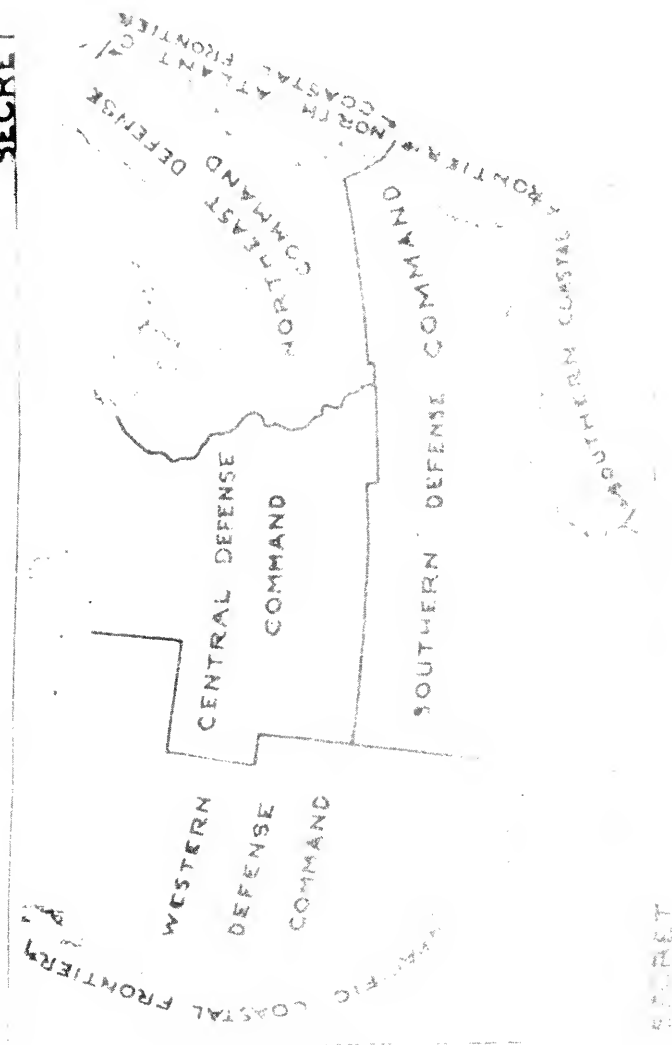 SECRET
NORTH ATLANTIC
COASTAL FRONTIER
NORTHEAST DEFENSE
COMMAND
CENTRAL DEFENSE
COMMAND
WESTERN
DEFENSE
COMMAND
SOUTHERN DEFENSE COMMAND
SOUTHERN COASTAL FRONTIER
PACIFIC COASTAL FRONTIER
SECRET